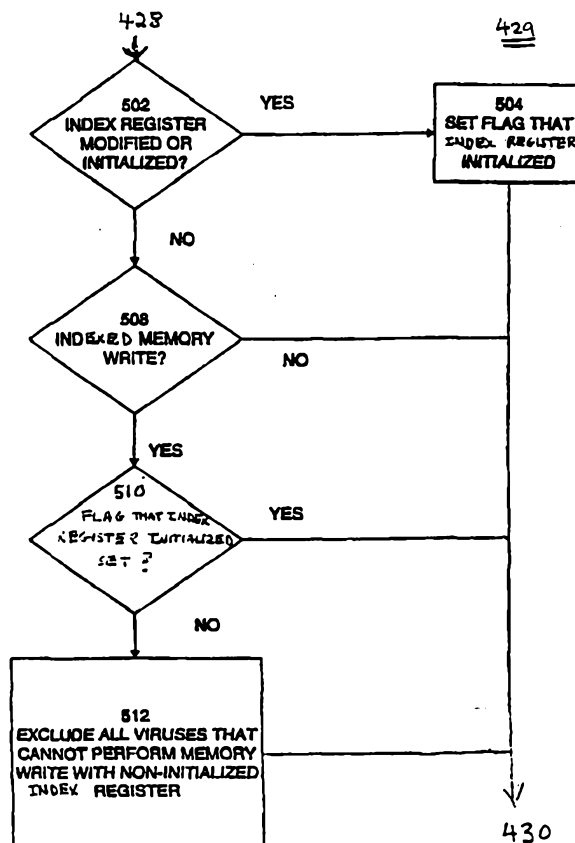 428
429
502
INDEX REGISTER
MODIFIED OR
INITIALIZED?
YES
504
SET FLAG THAT
INDEX REGISTER
INITIALIZED
NO
508
INDEXED MEMORY
WRITE?
NO
YES
510
FLAG THAT INDEX
REGISTER INITIALIZED
SET ?
YES
NO
512
EXCLUDE ALL VIRUSES THAT
CANNOT PERFORM MEMORY
WRITE WITH NON-INITIALIZED
INDEX REGISTER
430